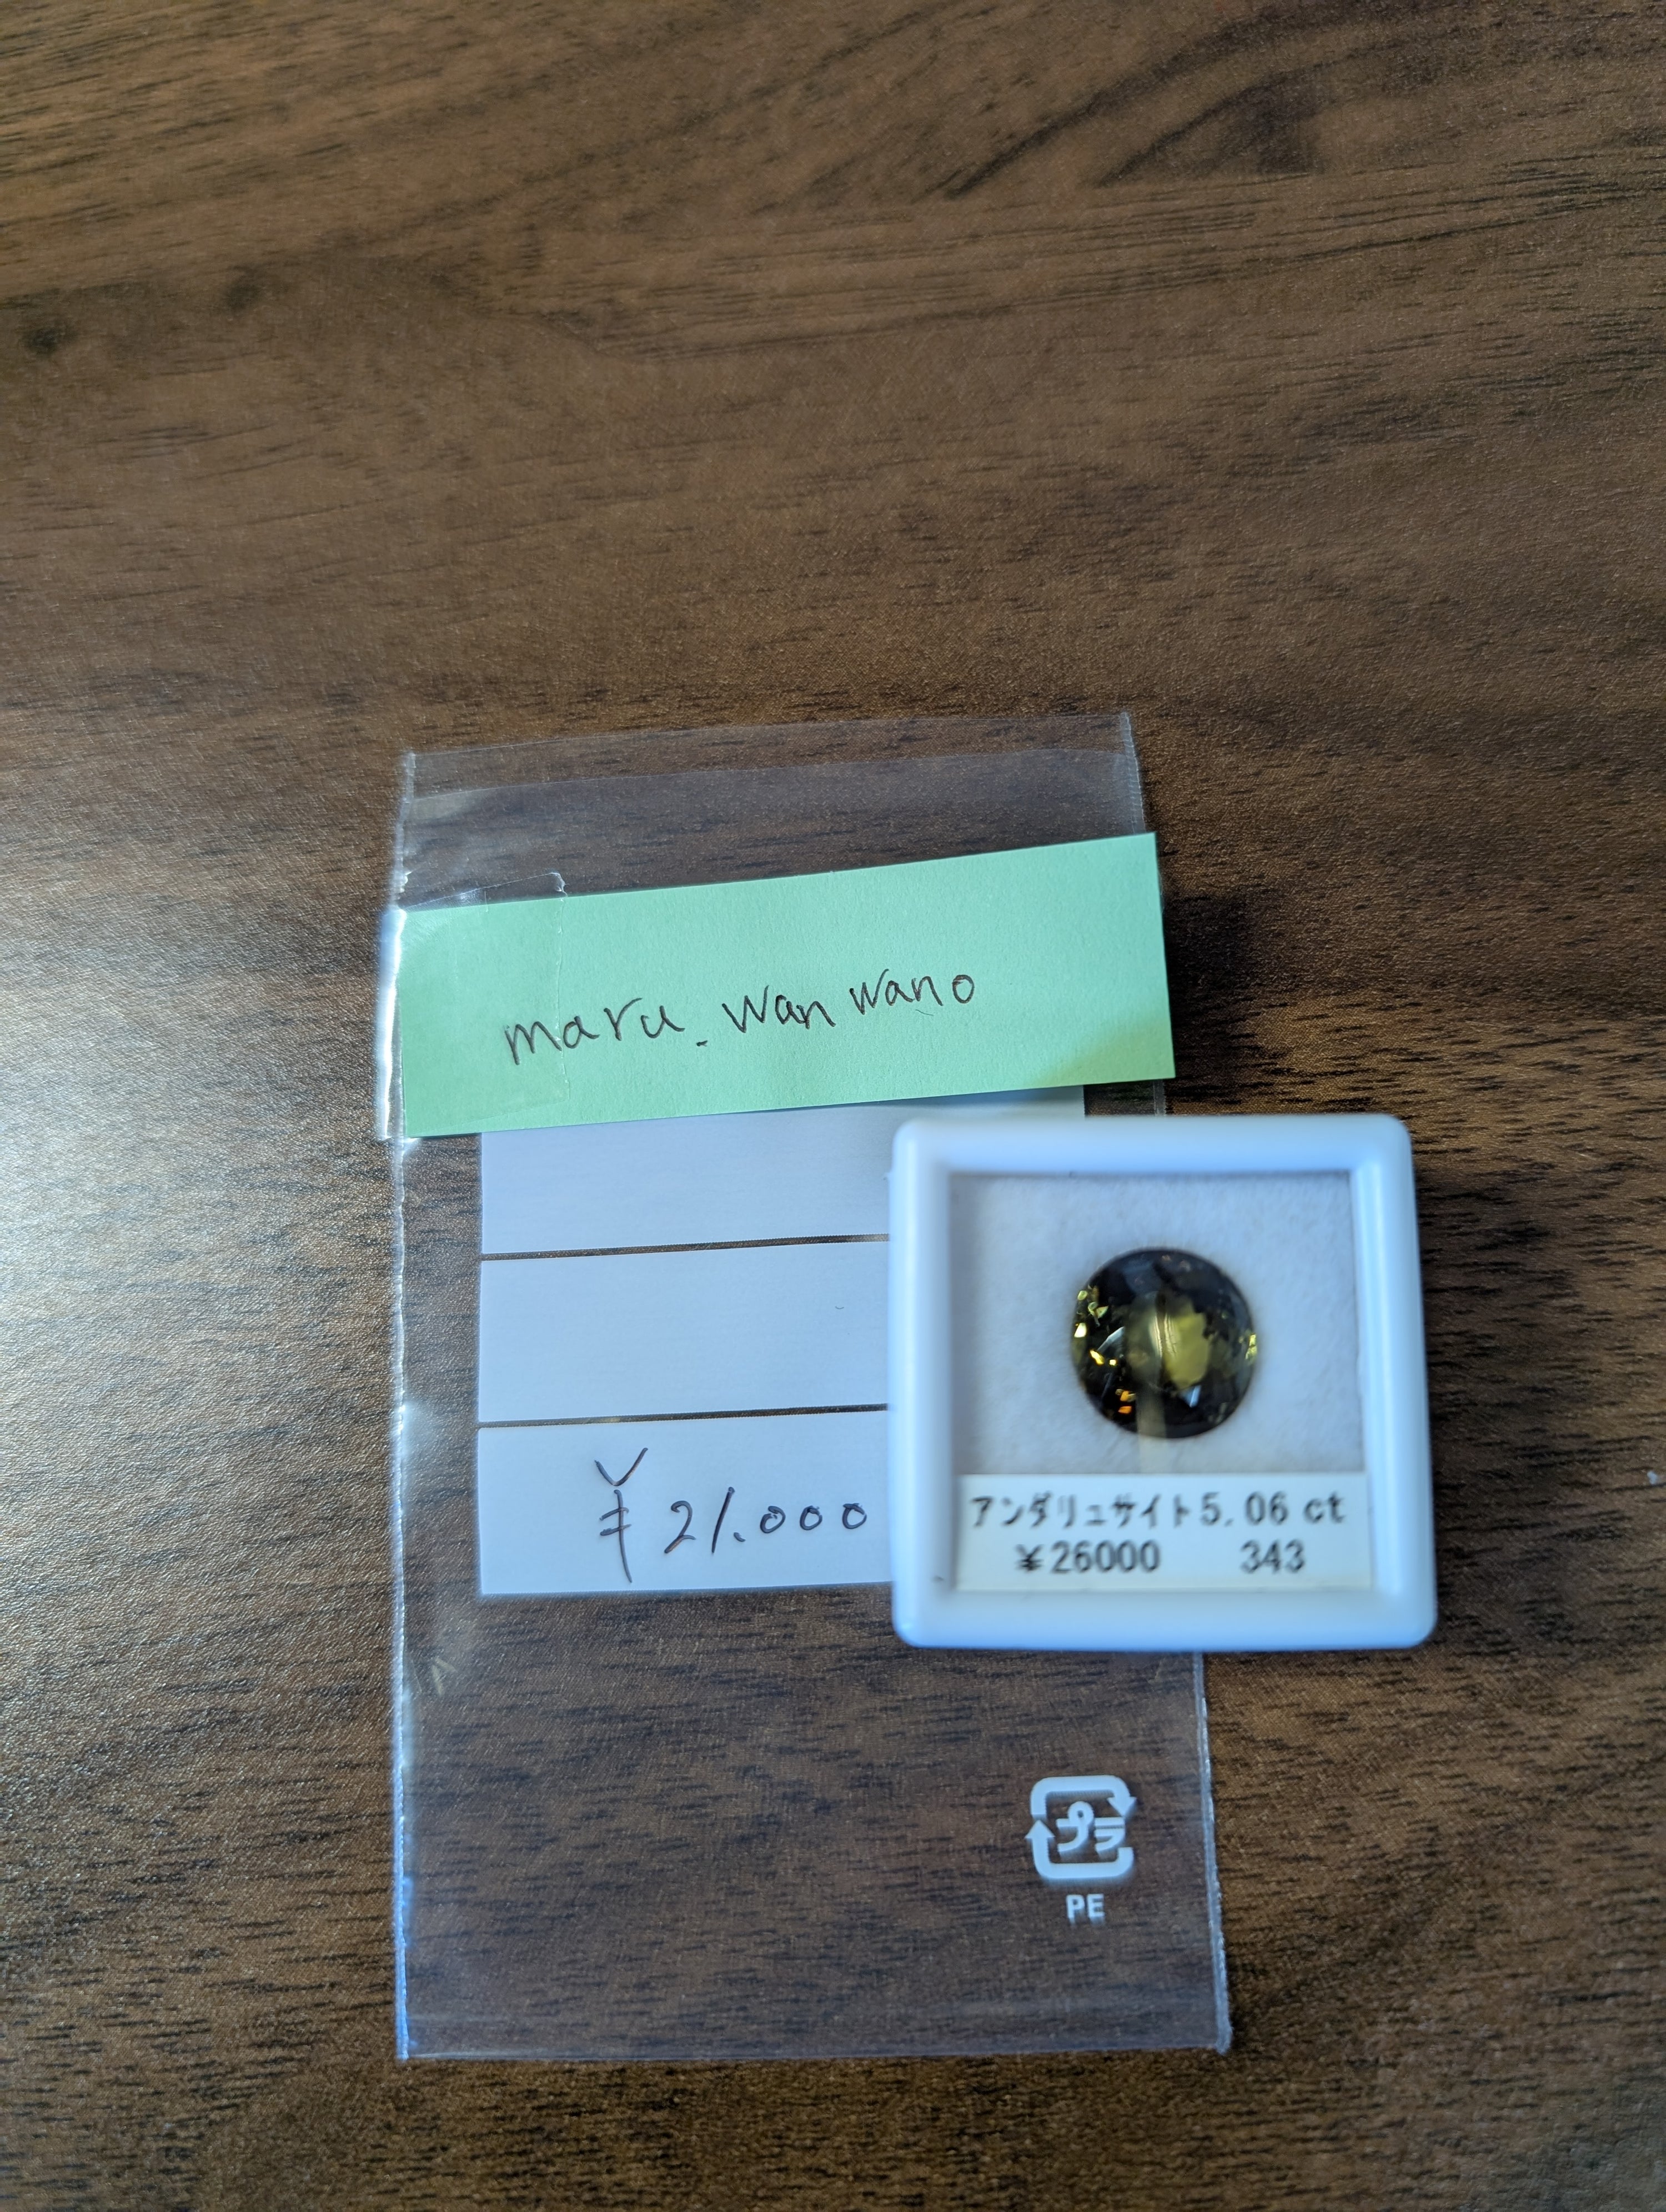 maru_wanwano
¥21.000
アンダリュサイト5.06 ct
¥26000 343
プラ
PE